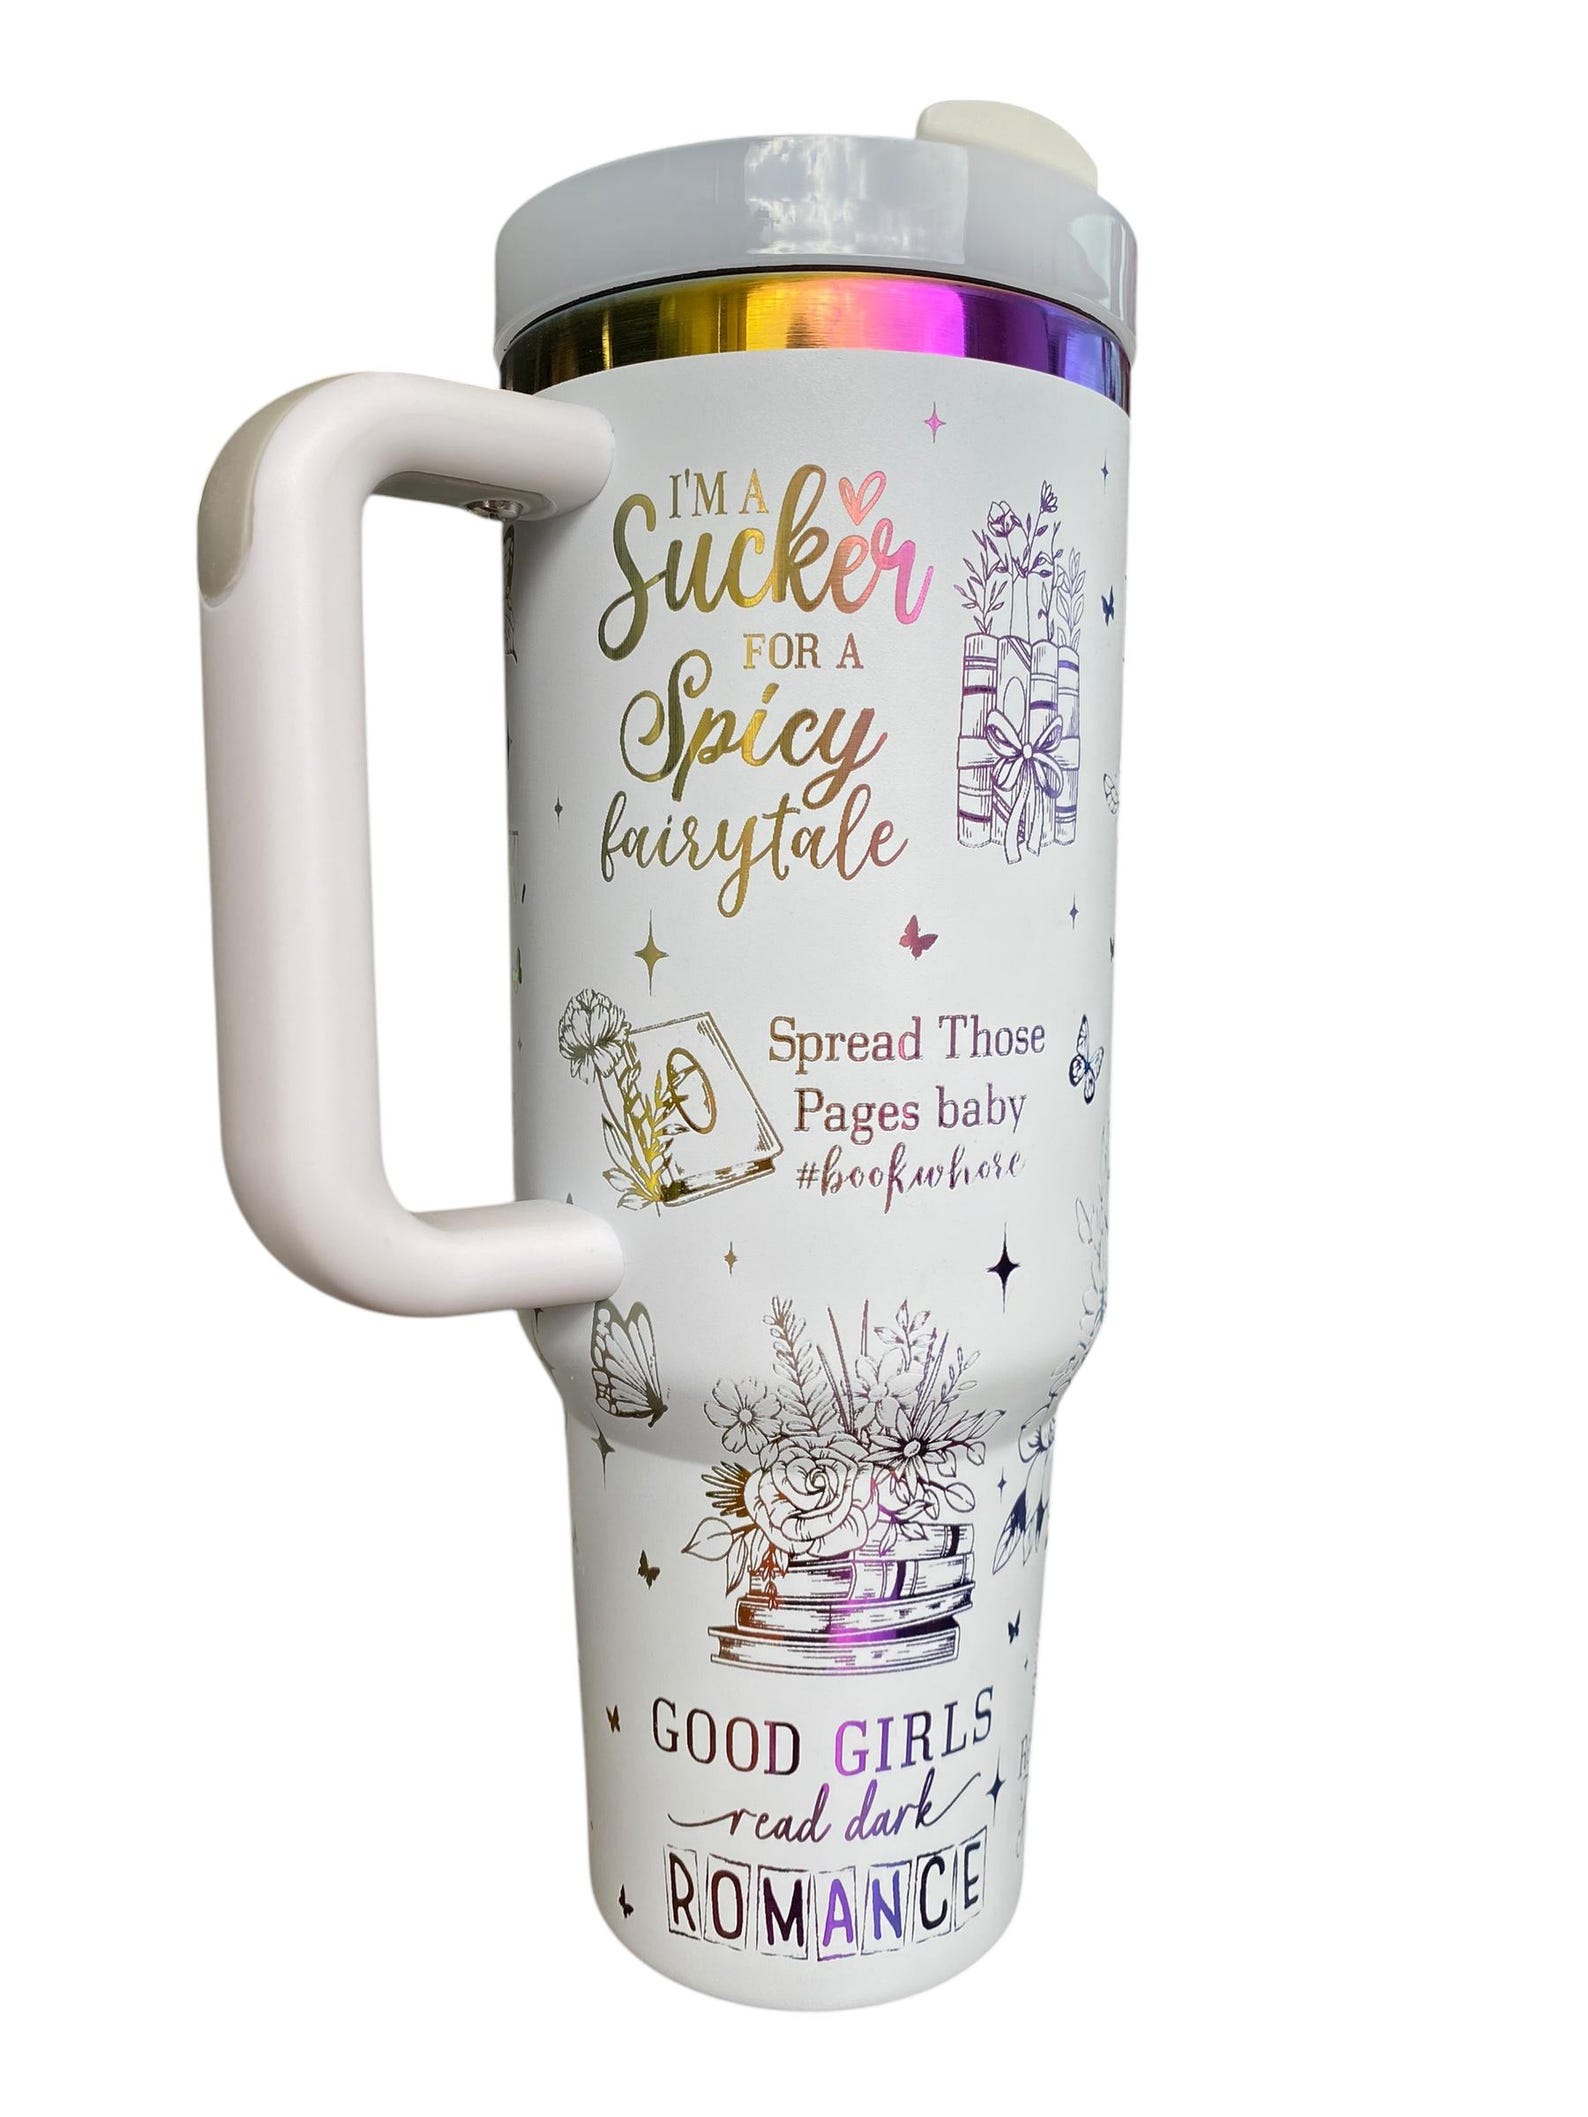 I'M A
Sucker
FOR A
Spicy
fairytale
Spread Those
Pages baby
#bookwhore
GOOD GIRLS
read dark
ROMANCE